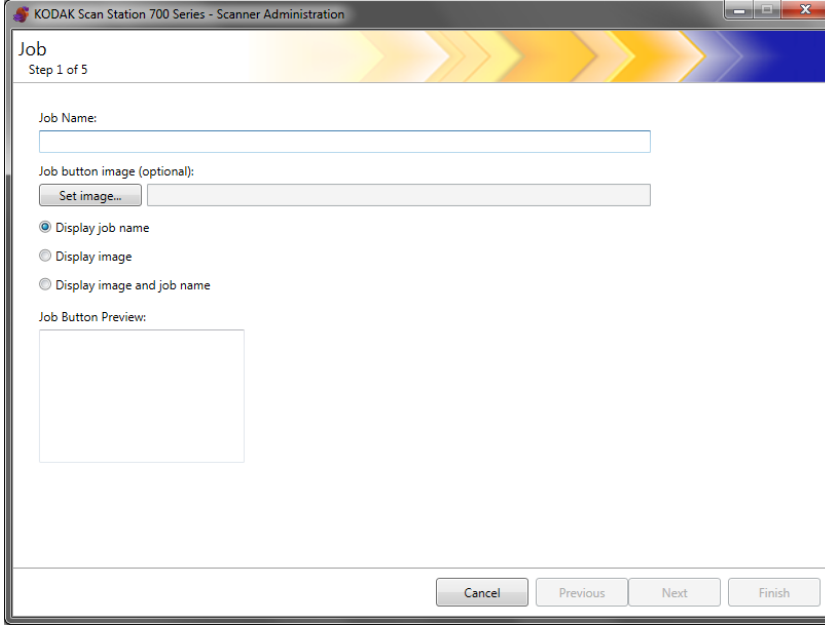 KODAK Scan Station 700 Series - Scanner Administration
Job
Step 1 of 5
Job Name:
Job button image (optional):
Set image...
Display job name
Display image
Display image and job name
Job Button Preview:
Cancel Previous Next Finish